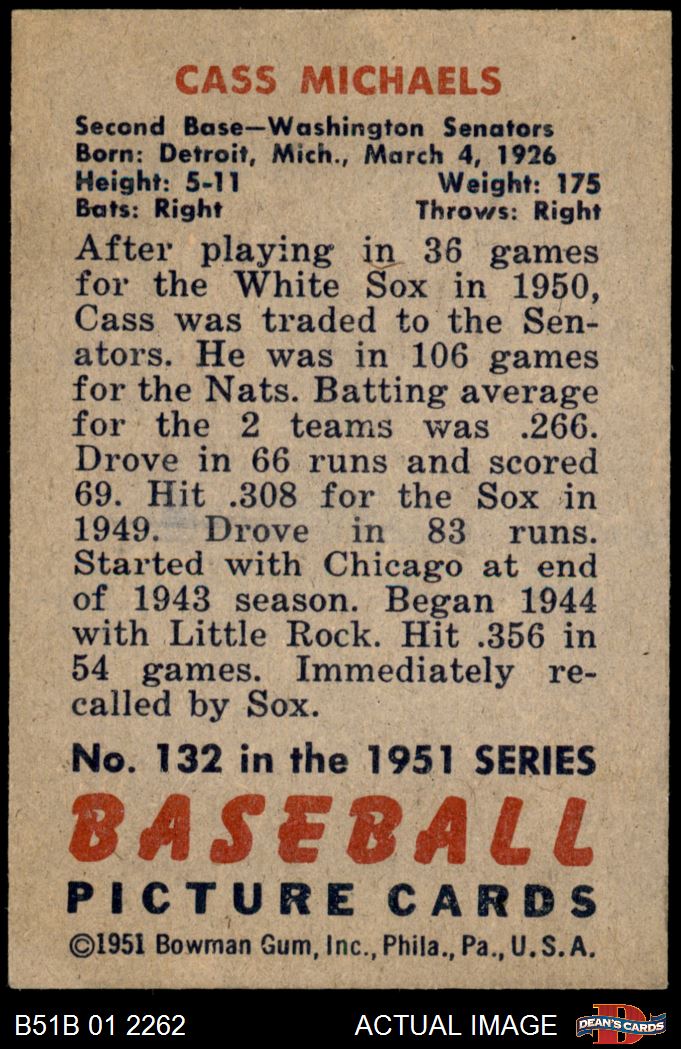 CASS MICHAELS
Second Base—Washington Senators
Born: Detroit, Mich., March 4, 1926
Height: 5-11 Weight: 175
Bats: Right Throws: Right
After playing in 36 games
for the White Sox in 1950,
Cass was traded to the Sen-
ators. He was in 106 games
for the Nats. Batting average
for the 2 teams was .266.
Drove in 66 runs and scored
69. Hit .308 for the Sox in
1949. Drove in 83 runs.
Started with Chicago at end
of 1943 season. Began 1944
with Little Rock. Hit .356 in
54 games. Immediately re-
called by Sox.
No. 132 in the 1951 SERIES
BASEBALL
PICTURE CARDS
©1951 Bowman Gum, Inc., Phila., Pa., U.S.A.
B51B 01 2262 ACTUAL IMAGE
D
DEAN'S CARDS